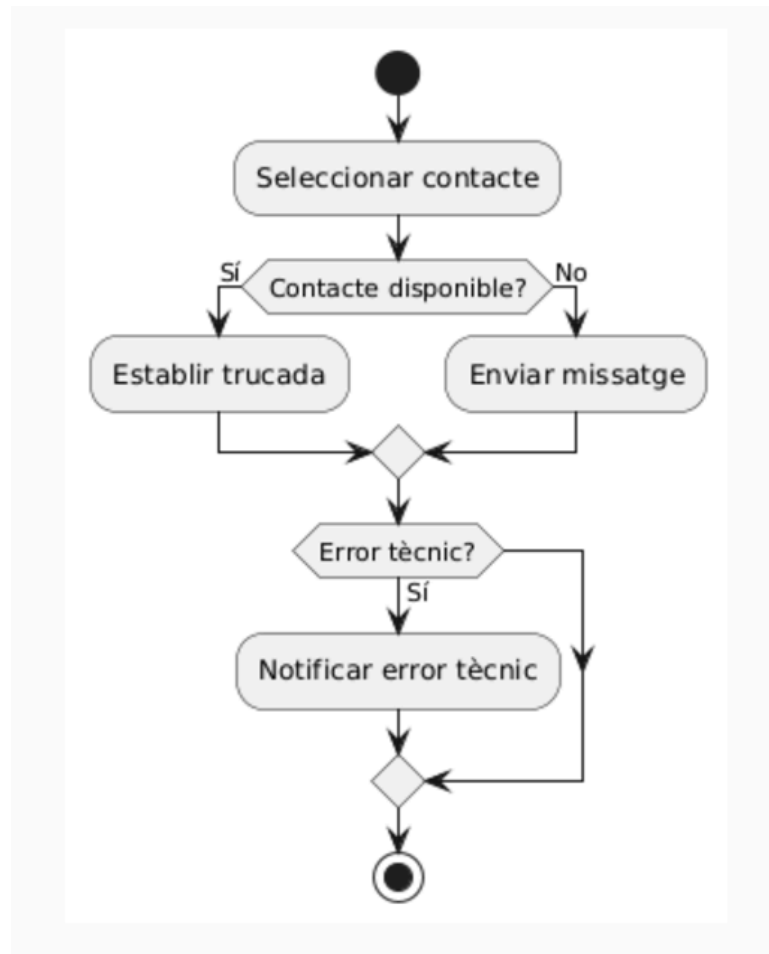 Seleccionar contacte
Sí
Contacte disponible?
No
Establir trucada
Enviar missatge
Error tècnic?
Sí
Notificar error tècnic